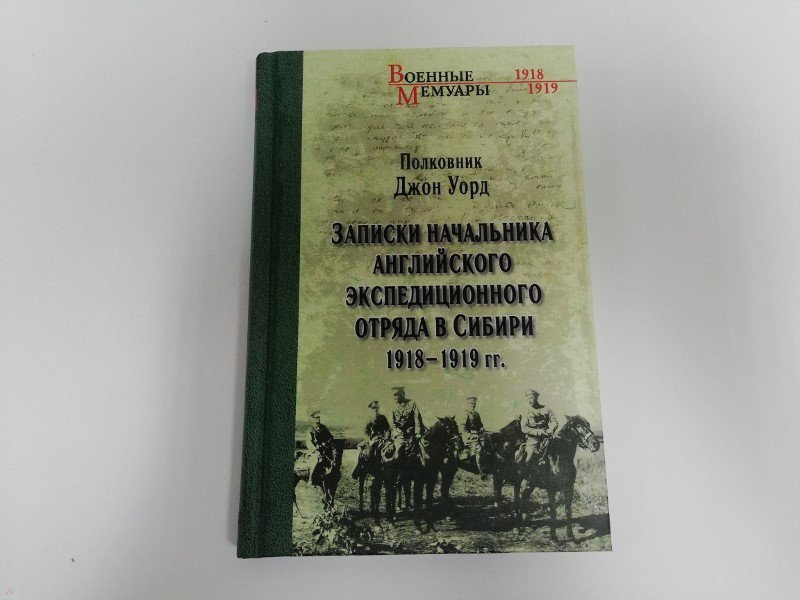 Военные 1918
Мемуары 1919
Полковник
Джон Уорд
Записки начальника
английского
экспедиционного
отряда в Сибири
1918–1919 гг.